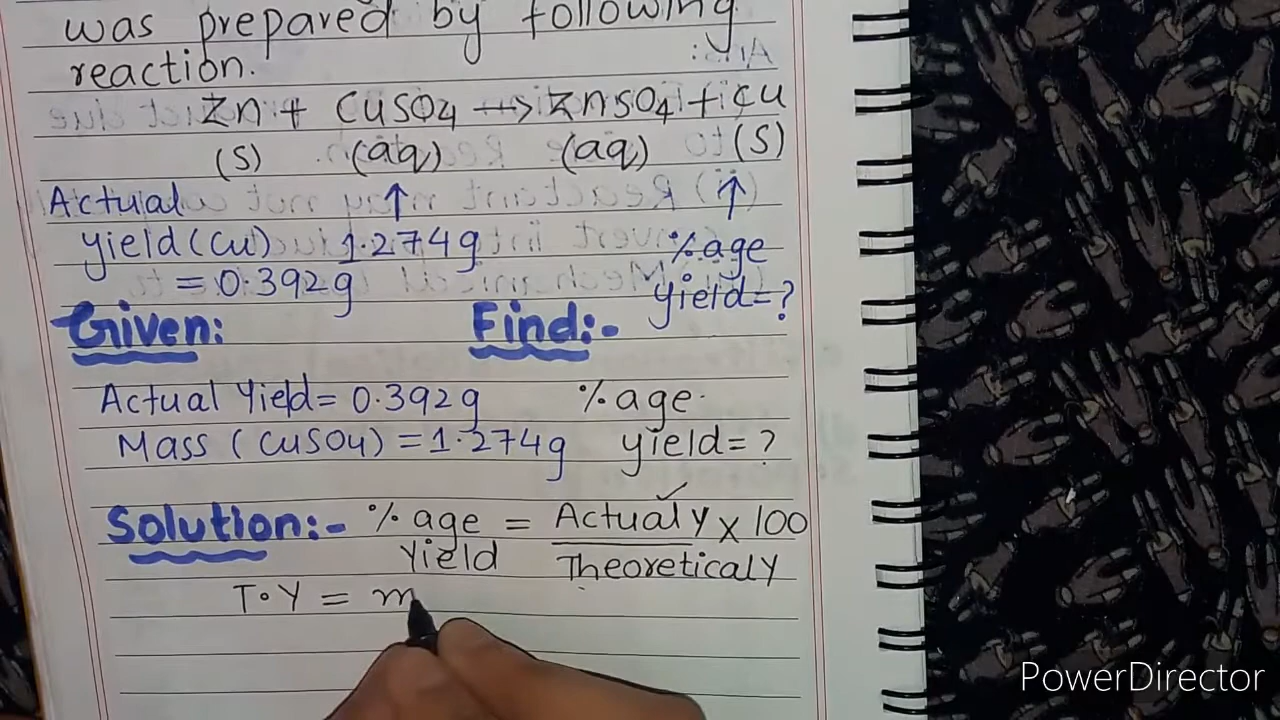 was prepared by following
reaction.
Zn + CuSO4 → ZnSO4 + Cu
(S) (aq) (aq) (S)
Actual ↑ ↑
yield (Cu) 1.274g %age
= 0.392g yield=?
Given: Find:-
Actual Yield= 0.392g %age.
Mass (CuSO4) = 1.274g yield= ?
Solution:- % age = Actual y x 100
Yield Theoretical Y
T.Y = m
PowerDirector